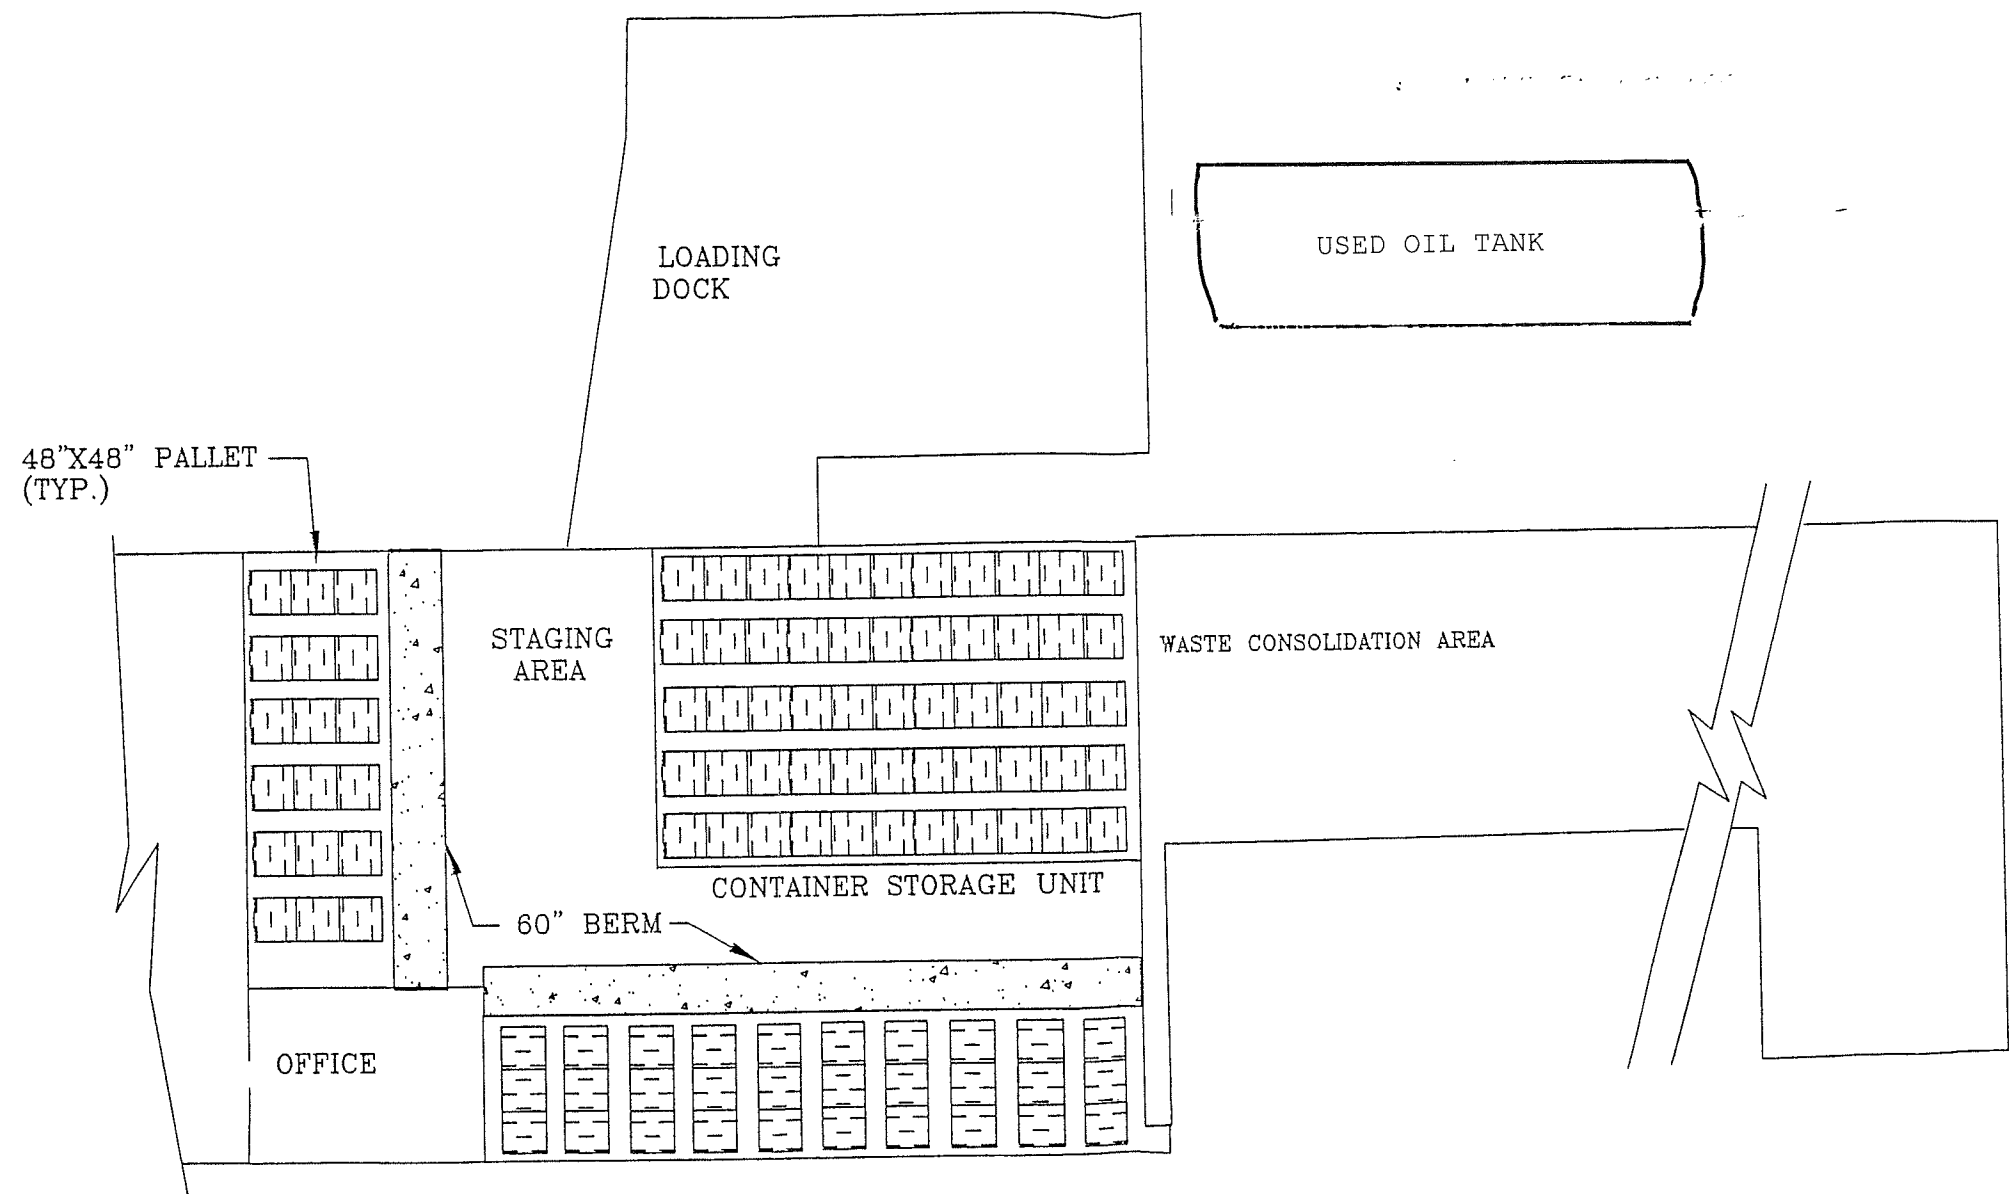 LOADING
DOCK
USED OIL TANK
48"X48" PALLET
(TYP.)
STAGING
AREA
WASTE CONSOLIDATION AREA
CONTAINER STORAGE UNIT
60" BERM
OFFICE